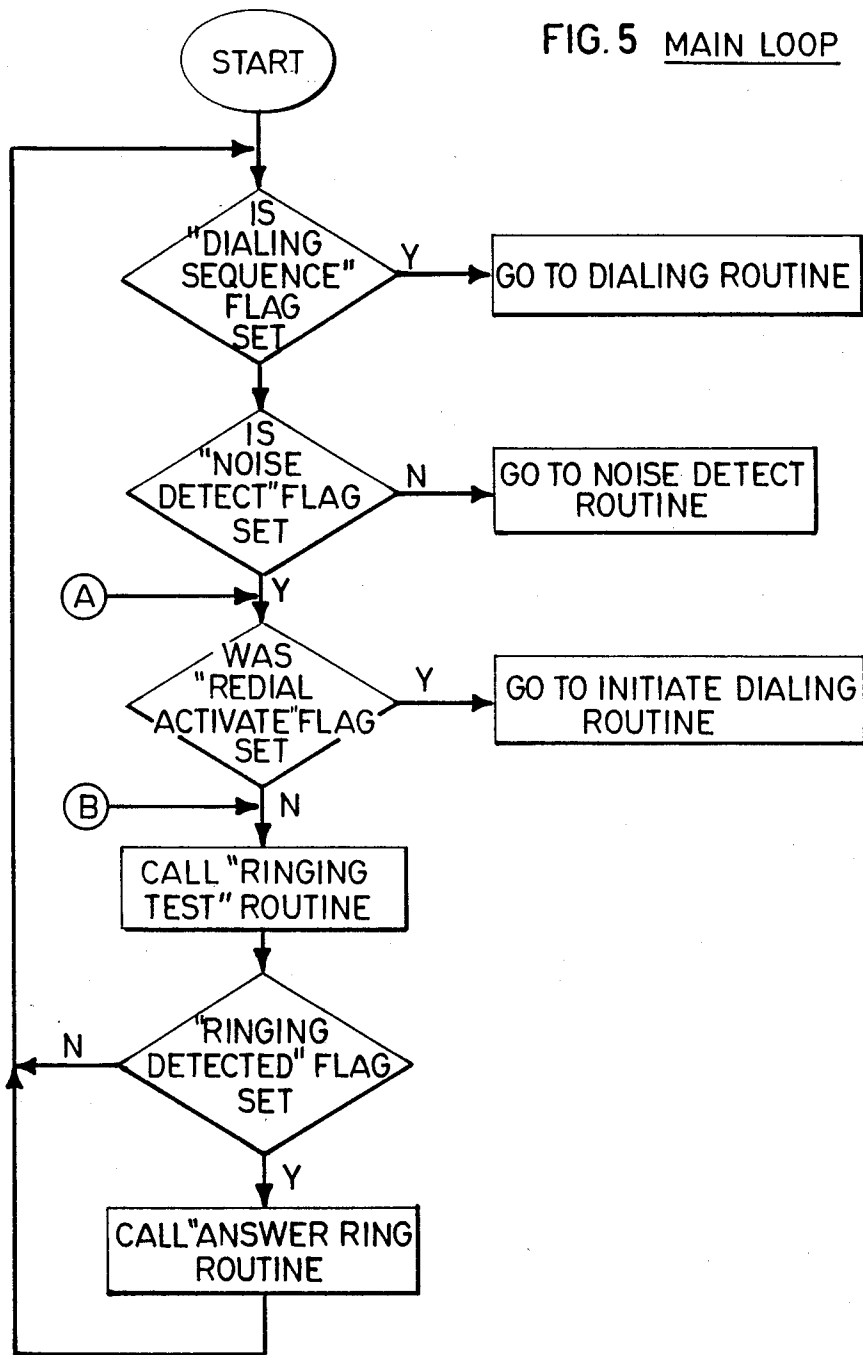 FIG. 5 MAIN LOOP
START
IS
"DIALING
SEQUENCE"
FLAG
SET
Y
GO TO DIALING ROUTINE
IS
"NOISE
DETECT" FLAG
SET
N
GO TO NOISE DETECT
ROUTINE
Y
A
WAS
"REDIAL
ACTIVATE" FLAG
SET
Y
GO TO INITIATE DIALING
ROUTINE
B
N
CALL "RINGING
TEST" ROUTINE
"RINGING
DETECTED" FLAG
SET
N
Y
CALL "ANSWER RING
ROUTINE